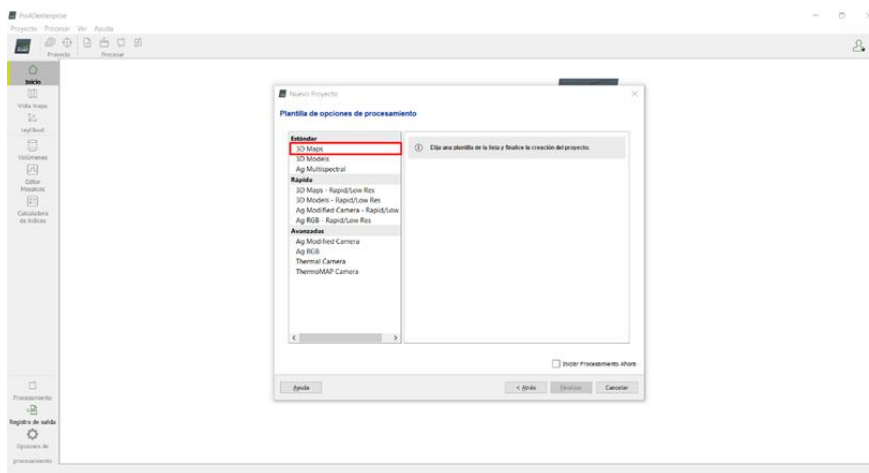 Pix4Denterprise
Proyecto Procesar Ver Ayuda
Proyecto Procesar
Inicio
Vista mapa
rayCloud
Volúmenes
Editor
Mosaicos
Calculadora
de índices
Procesamiento
Registro de salida
Opciones de
procesamiento
Nuevo Proyecto
Plantilla de opciones de procesamiento
Estándar
3D Maps
3D Models
Ag Multispectral
Rápida
3D Maps - Rapid/Low Res
3D Models - Rapid/Low Res
Ag Modified Camera - Rapid/Low
Ag RGB - Rapid/Low Res
Avanzadas
Ag Modified Camera
Ag RGB
Thermal Camera
ThermoMAP Camera
Elija una plantilla de la lista y finalice la creación del proyecto.
Iniciar Procesamiento Ahora
Ayuda
< Atrás
Finalizar
Cancelar